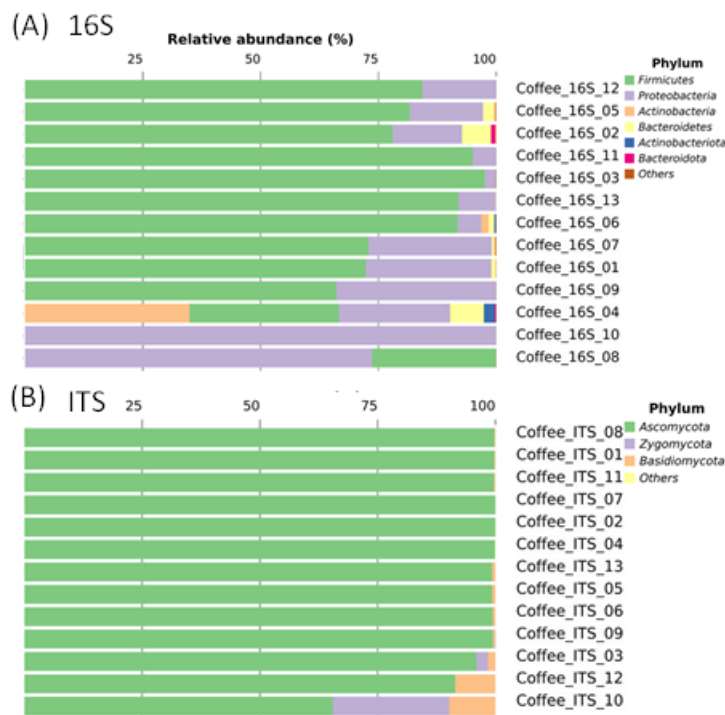 (A) 16S
Relative abundance (%)
25 50 75 100
Phylum
Firmicutes
Proteobacteria
Actinobacteria
Bacteroidetes
Actinobacteriota
Bacteroidota
Others
Coffee_16S_12
Coffee_16S_05
Coffee_16S_02
Coffee_16S_11
Coffee_16S_03
Coffee_16S_13
Coffee_16S_06
Coffee_16S_07
Coffee_16S_01
Coffee_16S_09
Coffee_16S_04
Coffee_16S_10
Coffee_16S_08
(B) ITS
25 50 75 100
Phylum
Ascomycota
Zygomycota
Basidiomycota
Others
Coffee_ITS_08
Coffee_ITS_01
Coffee_ITS_11
Coffee_ITS_07
Coffee_ITS_02
Coffee_ITS_04
Coffee_ITS_13
Coffee_ITS_05
Coffee_ITS_06
Coffee_ITS_09
Coffee_ITS_03
Coffee_ITS_12
Coffee_ITS_10